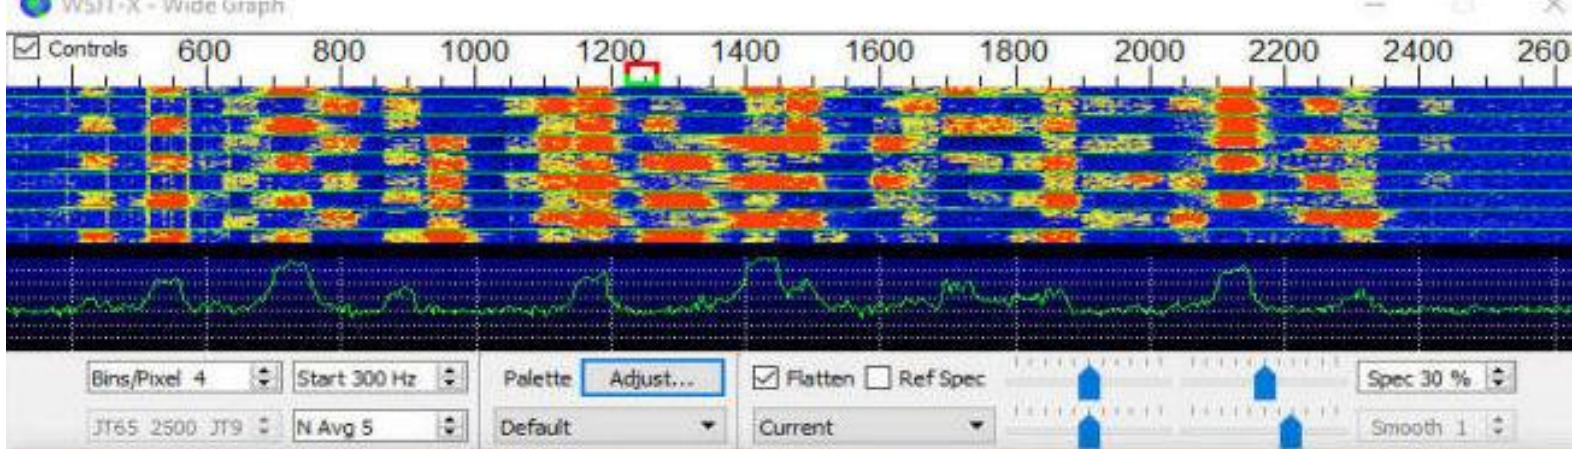 WSJT-X - Wide Graph
Controls 600 800 1000 1200 1400 1600 1800 2000 2200 2400 260
Bins/Pixel 4 Start 300 Hz Palette Adjust... Flatten Ref Spec Spec 30 %
JT65 2500 JT9 N Avg 5 Default Current Smooth 1